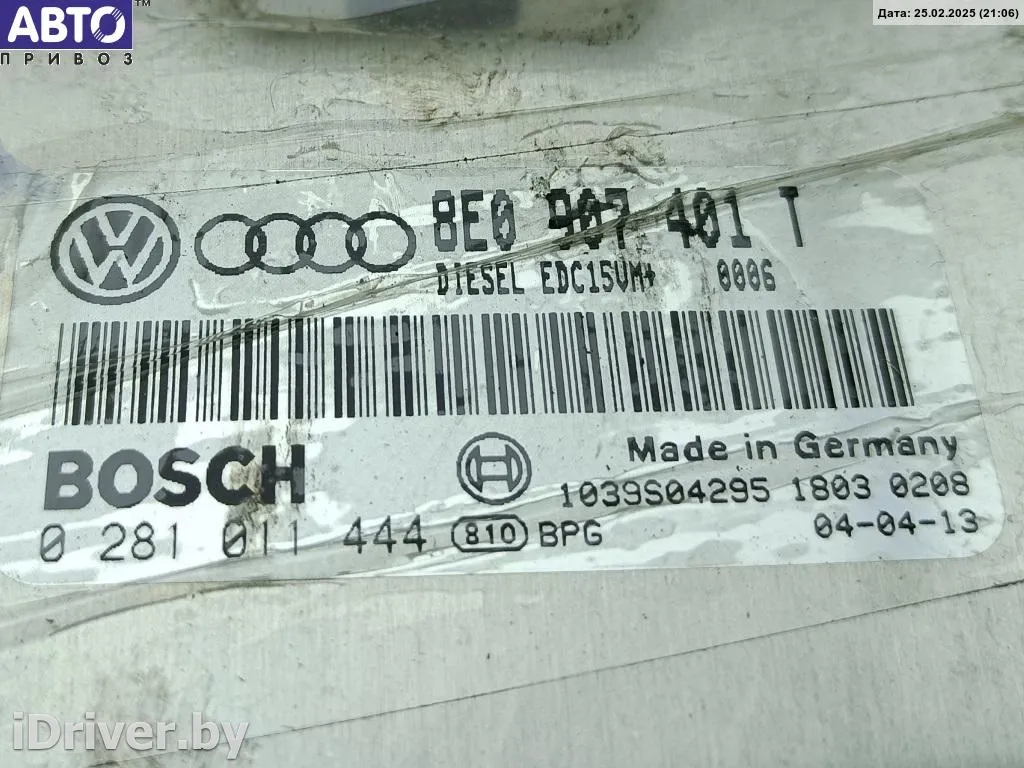 АВТО™
ПРИВОЗ
Дата: 25.02.2025 (21:06)
8E0 907 401 T
DIESEL EDC15VM+ 0006
BOSCH
Made in Germany
1039S04295 1803 0208
0 281 011 444 810 BPG
04-04-13
iDriver.by